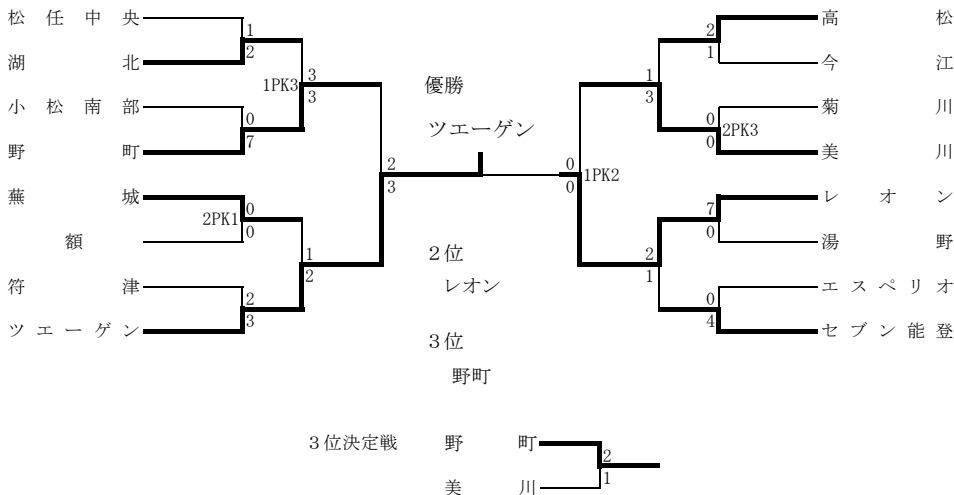 松任中央
1
2
湖北
1PK3
3
3
小松南部
0
7
野町
2
3
蕪城
2PK1
0
0
額
1
2
符津
2
3
ツエーゲン
優勝
ツエーゲン
2位
レオン
3位
野町
高松
2
1
今江
1
3
菊川
0
0
2PK3
美川
0
0
1PK2
レオン
7
0
湯野
2
1
エスペリオ
0
4
セブン能登
3位決定戦
野町
2
1
美川